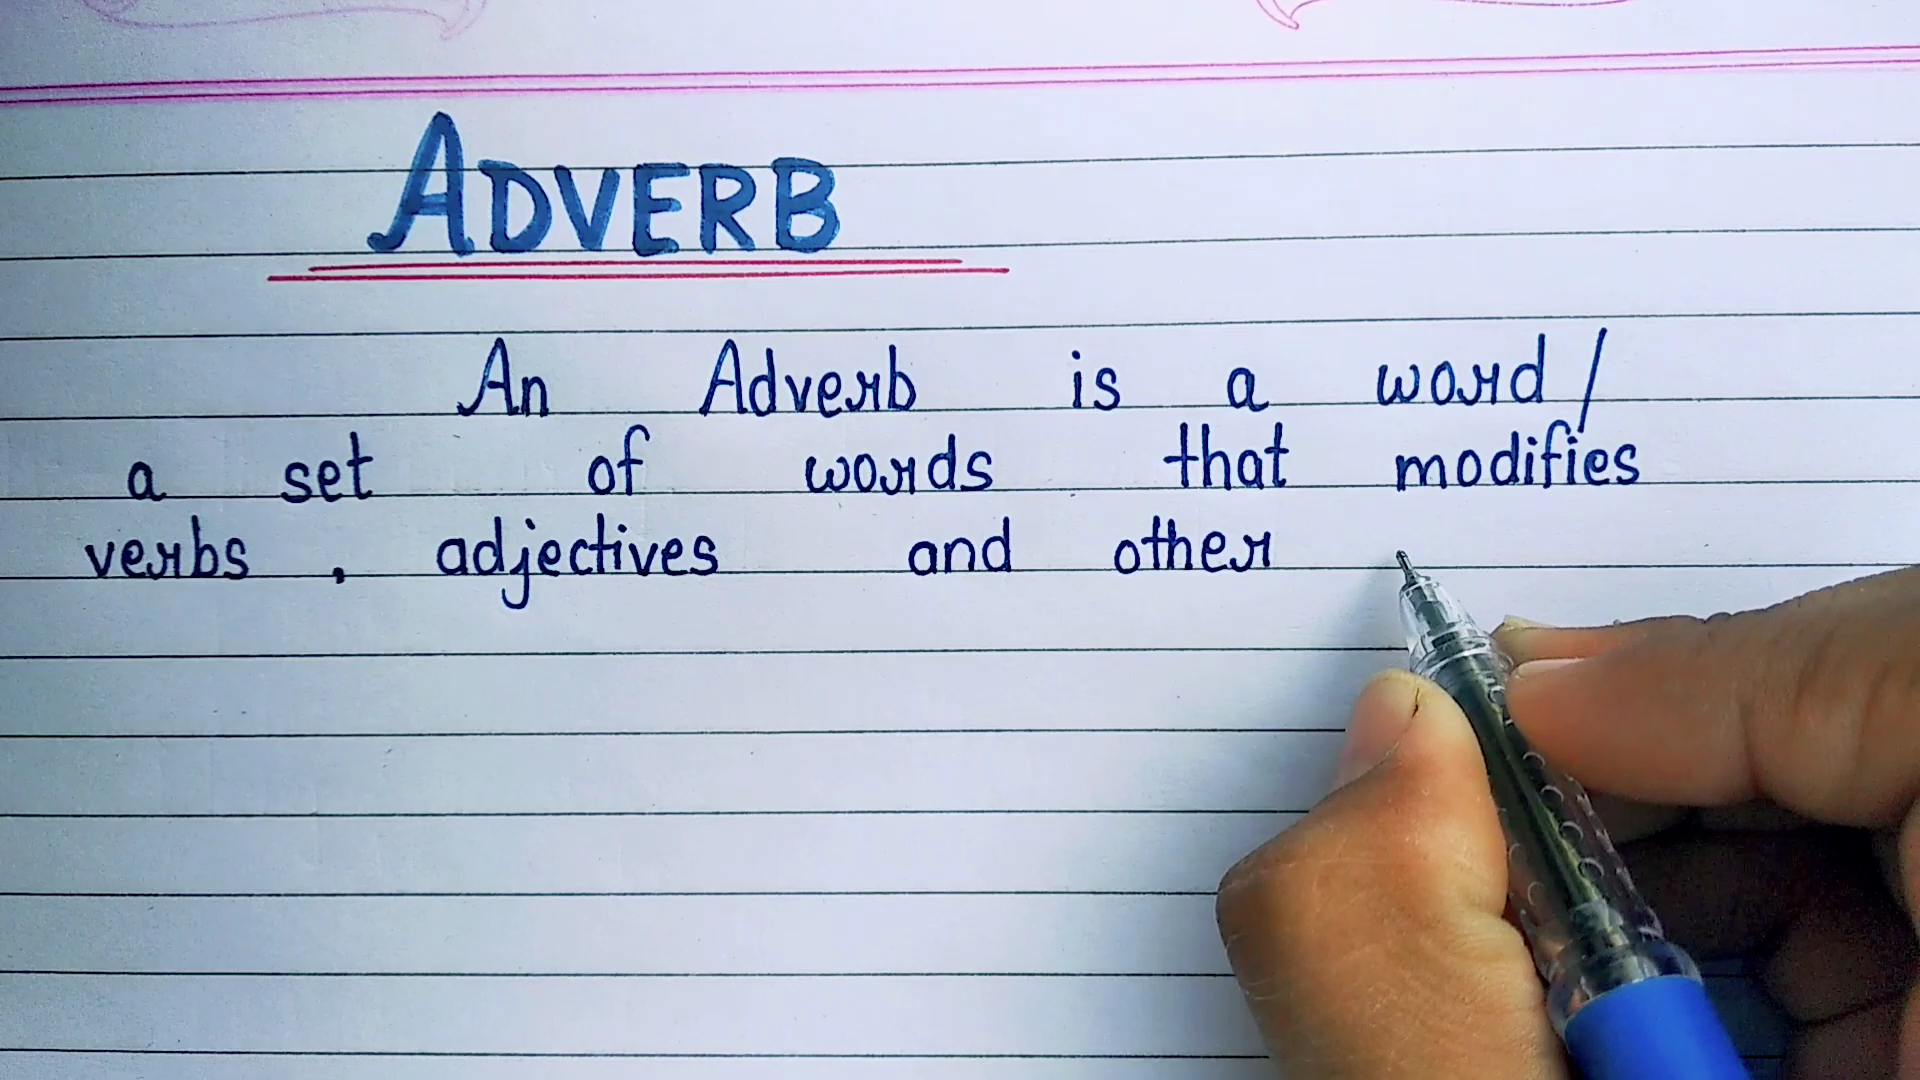 ADVERB
An Adverb is a word /
a set of words that modifies
verbs , adjectives and other